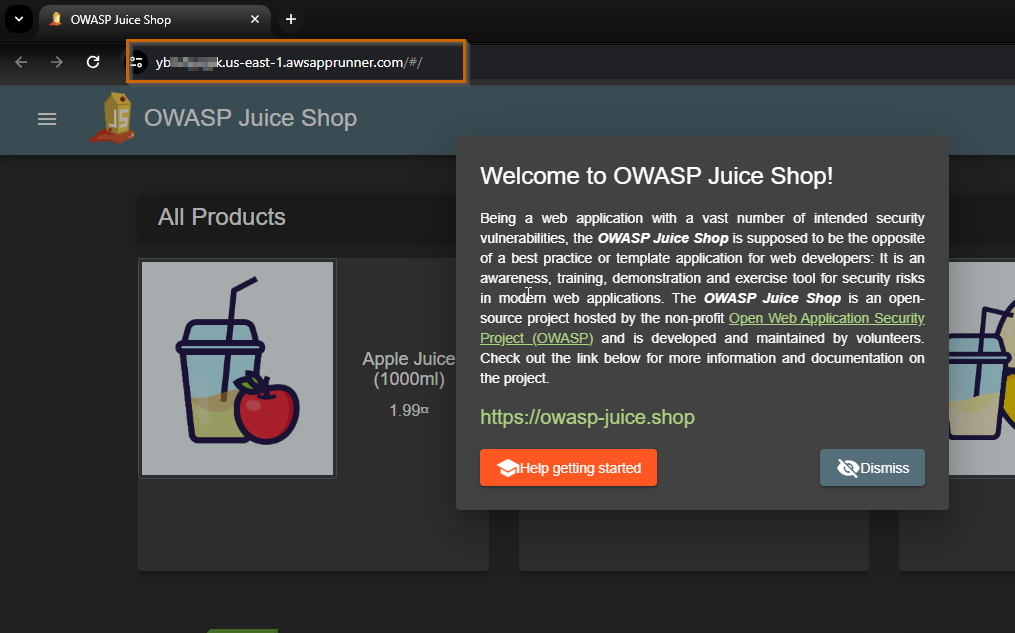 OWASP Juice Shop
.us-east-1.awsapprunner.com/#/
JS
OWASP Juice Shop
Welcome to OWASP Juice Shop!
Being a web application with a vast number of intended security
vulnerabilities, the OWASP Juice Shop is supposed to be the opposite
of a best practice or template application for web developers: It is an
awareness, training, demonstration and exercise tool for security risks
in modern web applications. The OWASP Juice Shop is an open-
source project hosted by the non-profit Open Web Application Security
Project (OWASP) and is developed and maintained by volunteers.
Check out the link below for more information and documentation on
the project.
https://owasp-juice.shop
Help getting started
Dismiss
All Products
Apple Juice
(1000ml)
1.99¤